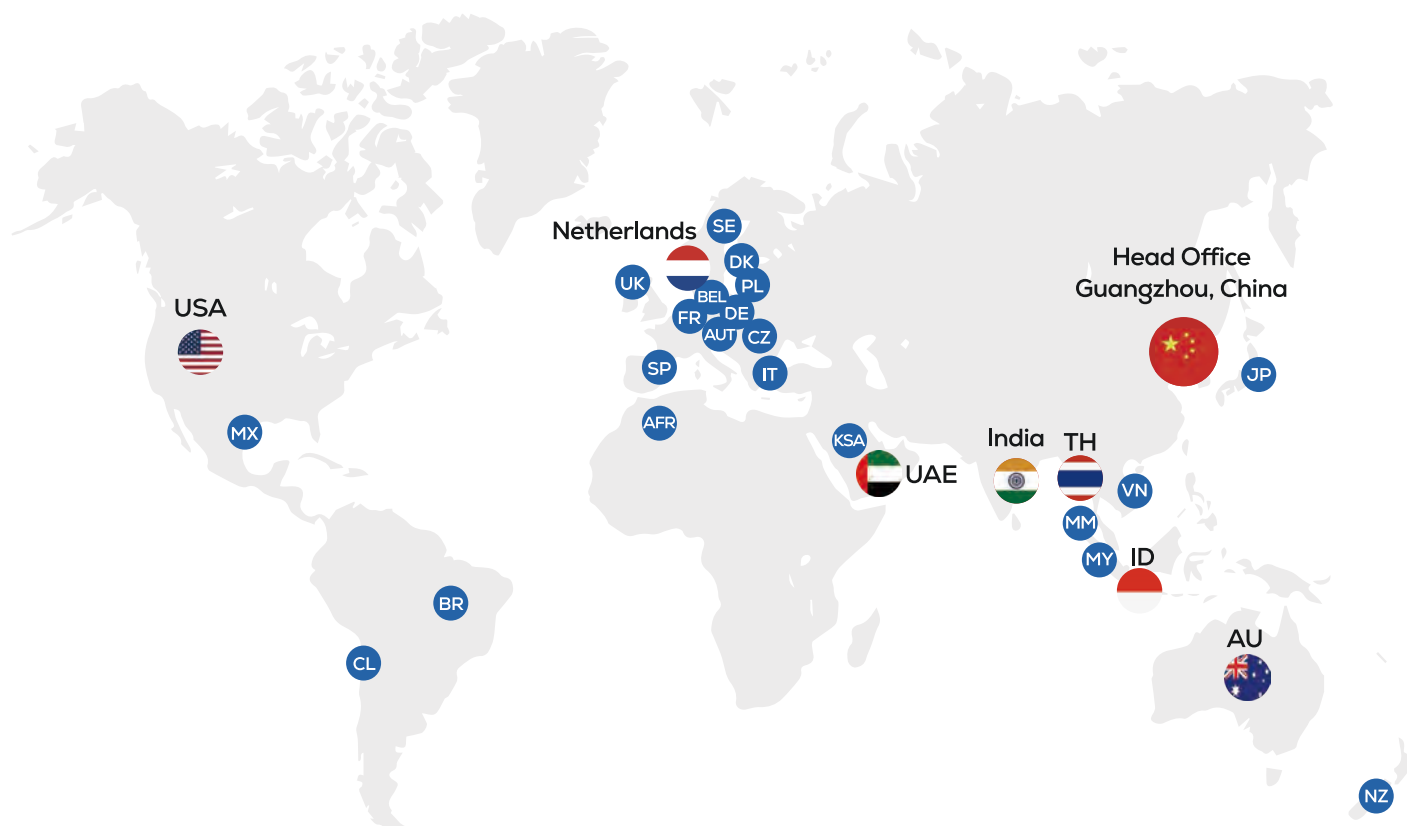 SE
Netherlands
DK
Head Office
UK
PL
Guangzhou, China
BEL
USA
DE
FR
AUT
CZ
SP
IT
JP
AFR
MX
KSA
India
TH
UAE
VN
MM
MY
ID
BR
AU
CL
NZ